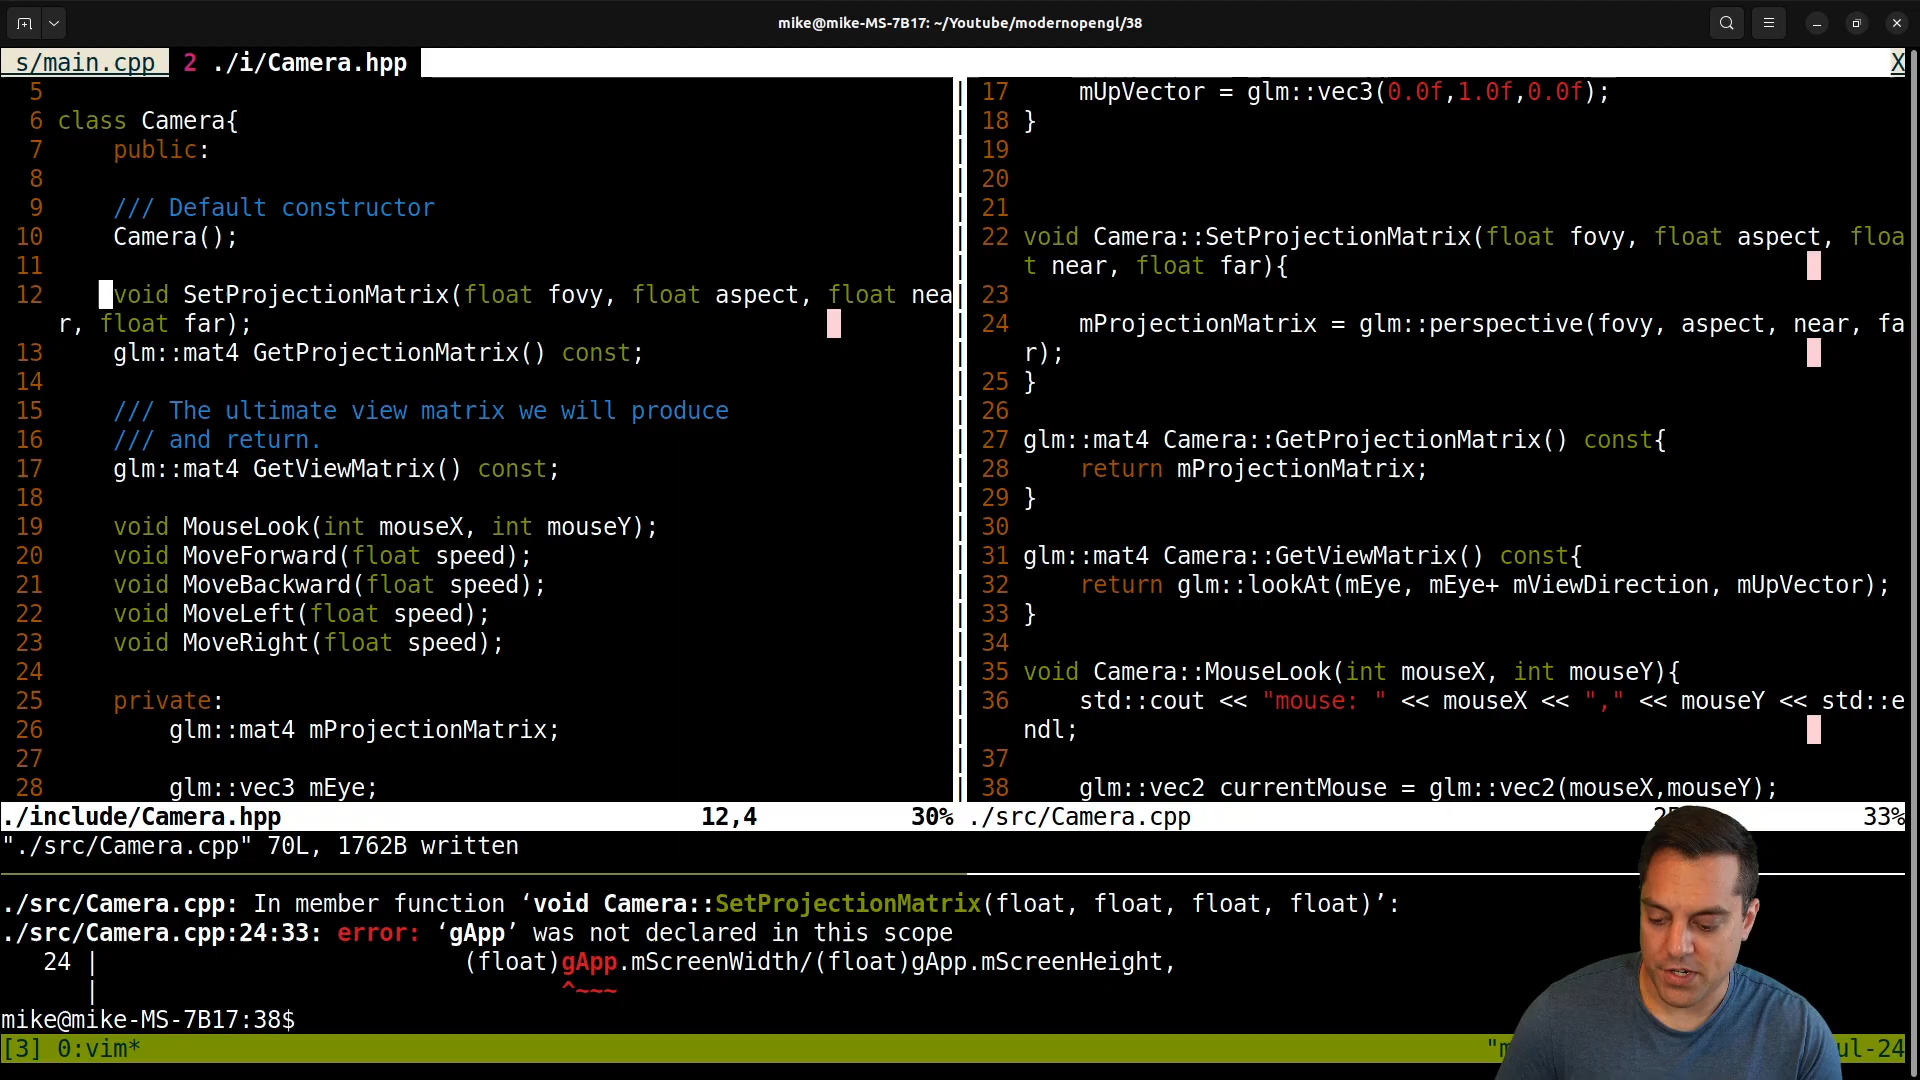 mike@mike-MS-7B17: ~/Youtube/modernopengl/38
s/main.cpp 2 ./i/Camera.hpp X
5
6 class Camera{
7     public:
8
9     /// Default constructor
10     Camera();
11
12     void SetProjectionMatrix(float fovy, float aspect, float nea
r, float far);
13     glm::mat4 GetProjectionMatrix() const;
14
15     /// The ultimate view matrix we will produce
16     /// and return.
17     glm::mat4 GetViewMatrix() const;
18
19     void MouseLook(int mouseX, int mouseY);
20     void MoveForward(float speed);
21     void MoveBackward(float speed);
22     void MoveLeft(float speed);
23     void MoveRight(float speed);
24
25     private:
26         glm::mat4 mProjectionMatrix;
27
28         glm::vec3 mEye;
./include/Camera.hpp 12,4 30%
17     mUpVector = glm::vec3(0.0f,1.0f,0.0f);
18 }
19
20
21
22 void Camera::SetProjectionMatrix(float fovy, float aspect, floa
t near, float far){
23
24     mProjectionMatrix = glm::perspective(fovy, aspect, near, fa
r);
25 }
26
27 glm::mat4 Camera::GetProjectionMatrix() const{
28     return mProjectionMatrix;
29 }
30
31 glm::mat4 Camera::GetViewMatrix() const{
32     return glm::lookAt(mEye, mEye+ mViewDirection, mUpVector);
33 }
34
35 void Camera::MouseLook(int mouseX, int mouseY){
36     std::cout << "mouse: " << mouseX << "," << mouseY << std::e
ndl;
37
38     glm::vec2 currentMouse = glm::vec2(mouseX,mouseY);
./src/Camera.cpp 33%
"./src/Camera.cpp" 70L, 1762B written
./src/Camera.cpp: In member function ‘void Camera::SetProjectionMatrix(float, float, float, float)’:
./src/Camera.cpp:24:33: error: ‘gApp’ was not declared in this scope
24 |                          (float)gApp.mScreenWidth/(float)gApp.mScreenHeight,
|                                 ^~~~
mike@mike-MS-7B17:38$
[3] 0:vim* ul-24